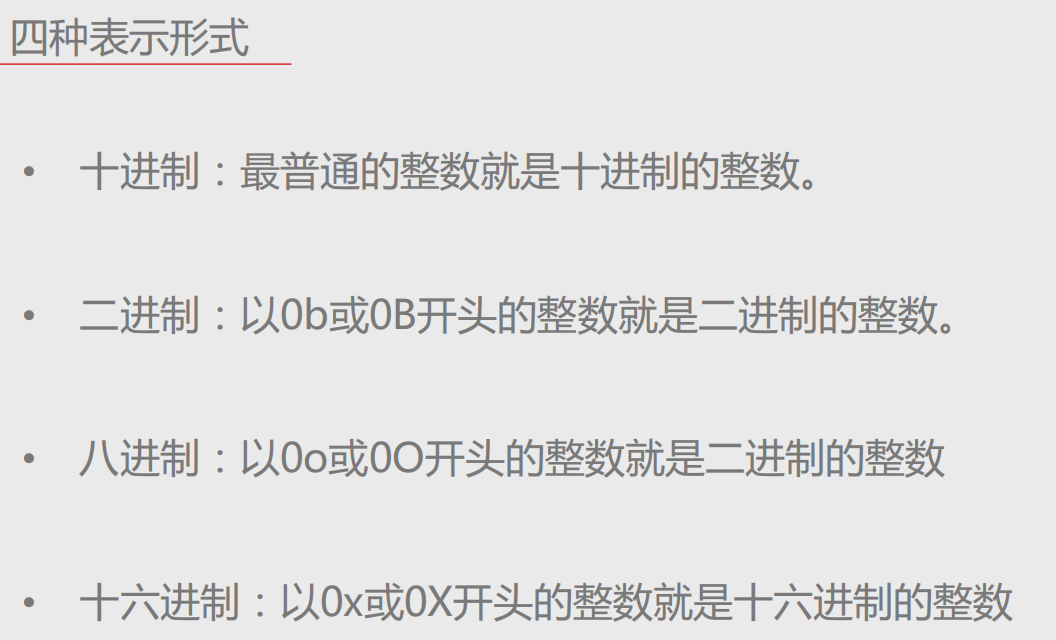 四种表示形式
• 十进制：最普通的整数就是十进制的整数。
• 二进制：以0b或0B开头的整数就是二进制的整数。
• 八进制：以0o或0O开头的整数就是二进制的整数
• 十六进制：以0x或0X开头的整数就是十六进制的整数